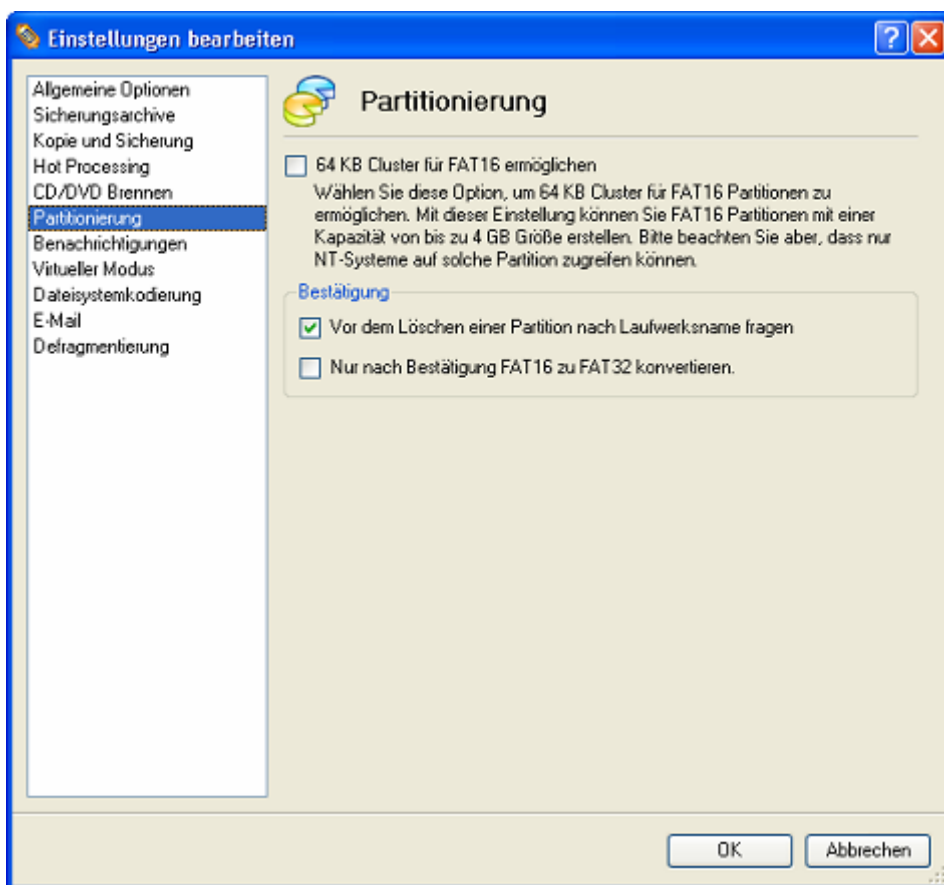 Einstellungen bearbeiten
Allgemeine Optionen
Sicherungsarchive
Kopie und Sicherung
Hot Processing
CD/DVD Brennen
Partitionierung
Benachrichtigungen
Virtueller Modus
Dateisystemkodierung
E-Mail
Defragmentierung
Partitionierung
64 KB Cluster für FAT16 ermöglichen
Wählen Sie diese Option, um 64 KB Cluster für FAT16 Partitionen zu
ermöglichen. Mit dieser Einstellung können Sie FAT16 Partitionen mit einer
Kapazität von bis zu 4 GB Größe erstellen. Bitte beachten Sie aber, dass nur
NT-Systeme auf solche Partition zugreifen können.
Bestätigung
Vor dem Löschen einer Partition nach Laufwerksname fragen
Nur nach Bestätigung FAT16 zu FAT32 konvertieren.
OK
Abbrechen